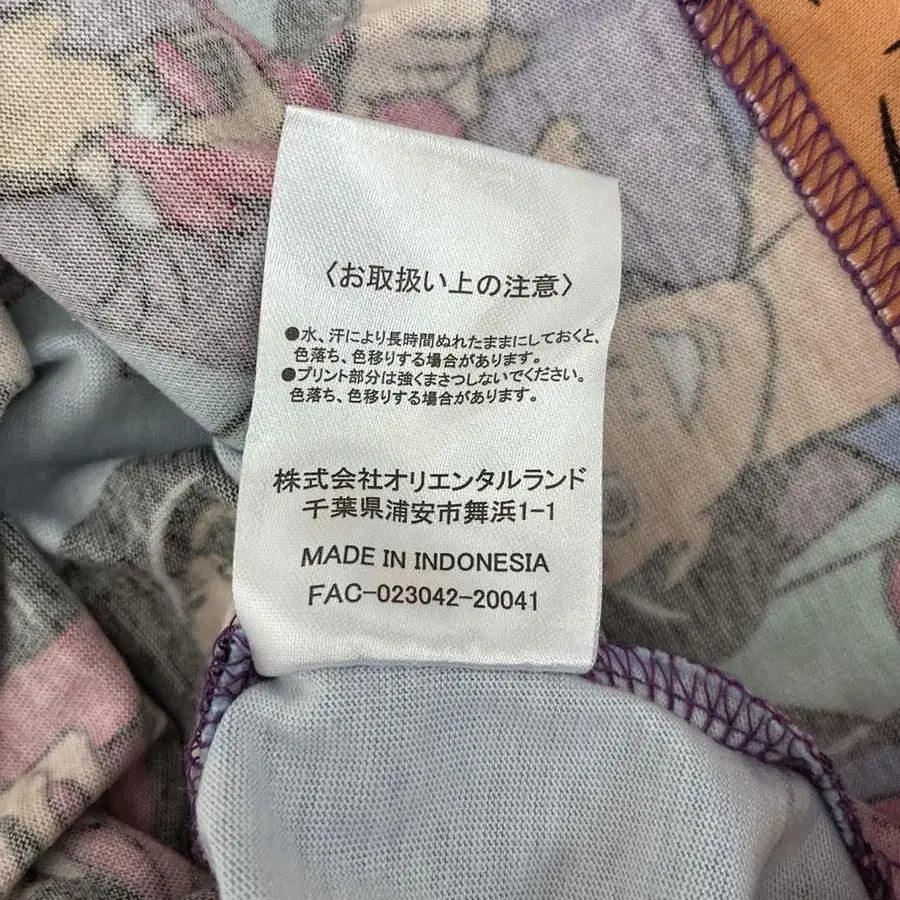 〈お取扱い上の注意〉
●水、汗により長時間ぬれたままにしておくと、
色落ち、色移りする場合があります。
●プリント部分は強くまさつしないでください。
色落ち、色移りする場合があります。
株式会社オリエンタルランド
千葉県浦安市舞浜1-1
MADE IN INDONESIA
FAC-023042-20041